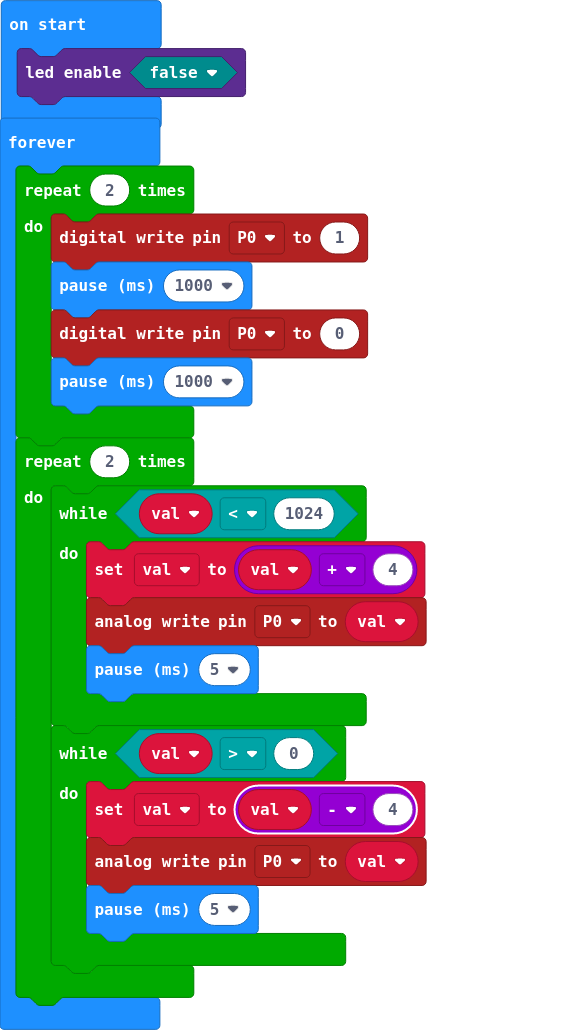 on start
led enable false
forever
repeat 2 times
do
digital write pin P0 to 1
pause (ms) 1000
digital write pin P0 to 0
pause (ms) 1000
repeat 2 times
do
while val < 1024
do
set val to val + 4
analog write pin P0 to val
pause (ms) 5
while val > 0
do
set val to val - 4
analog write pin P0 to val
pause (ms) 5